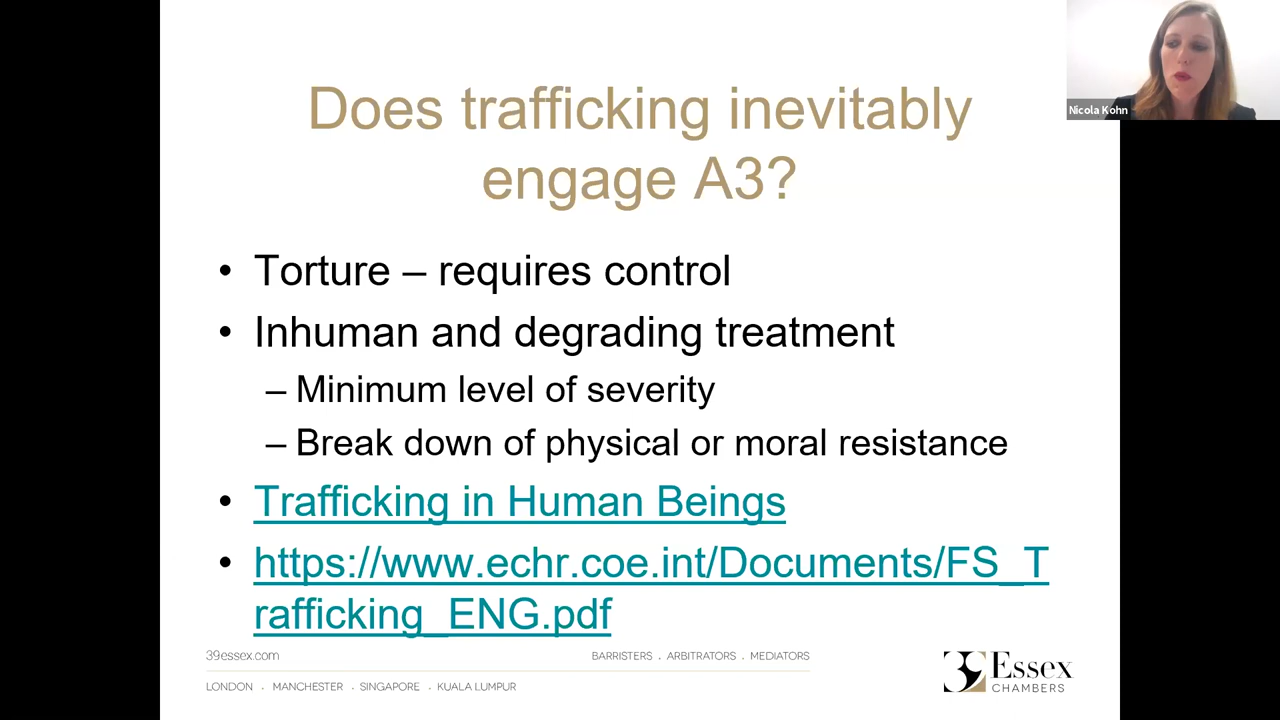 Does trafficking inevitably
engage A3?
Nicola Kohn
• Torture – requires control
• Inhuman and degrading treatment
– Minimum level of severity
– Break down of physical or moral resistance
• Trafficking in Human Beings
• https://www.echr.coe.int/Documents/FS_T
rafficking_ENG.pdf
39essex.com
BARRISTERS . ARBITRATORS . MEDIATORS
LONDON . MANCHESTER . SINGAPORE . KUALA LUMPUR
39 Essex
CHAMBERS